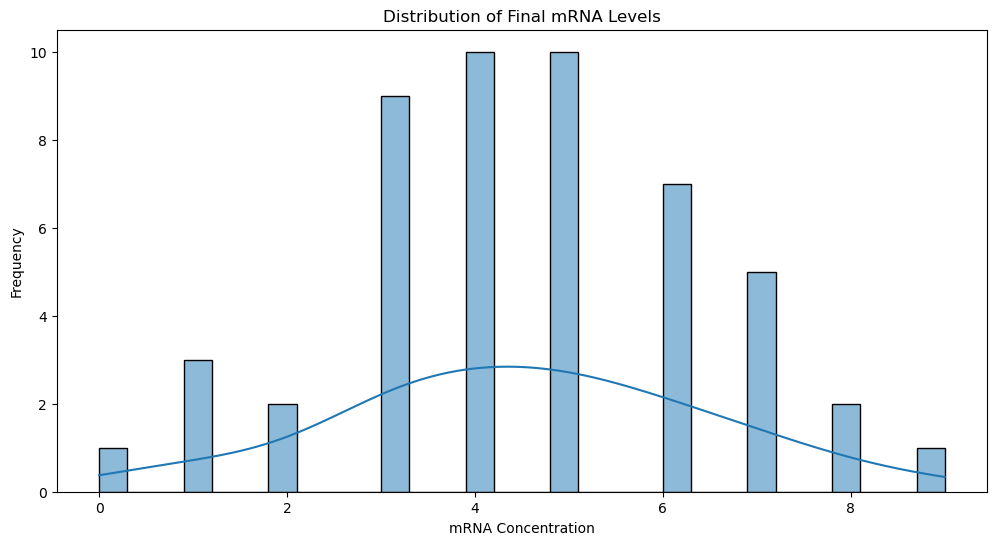 Distribution of Final mRNA Levels
10
8
6
4
2
0
Frequency
0 2 4 6 8
mRNA Concentration